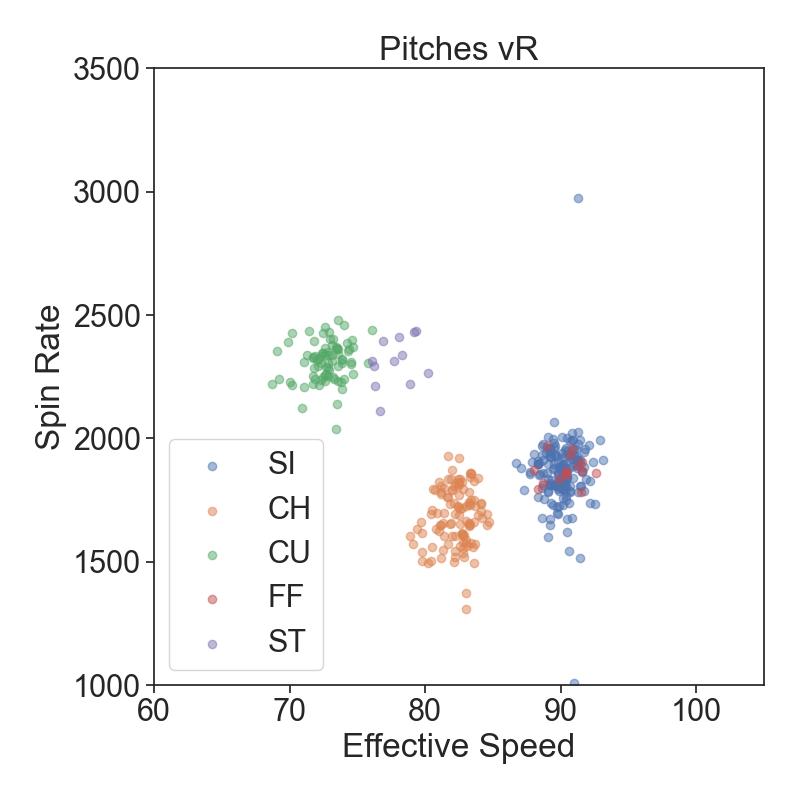 Pitches vR
3500
3000
2500
2000
1500
1000
Spin Rate
SI
CH
CU
FF
ST
60 70 80 90 100
Effective Speed